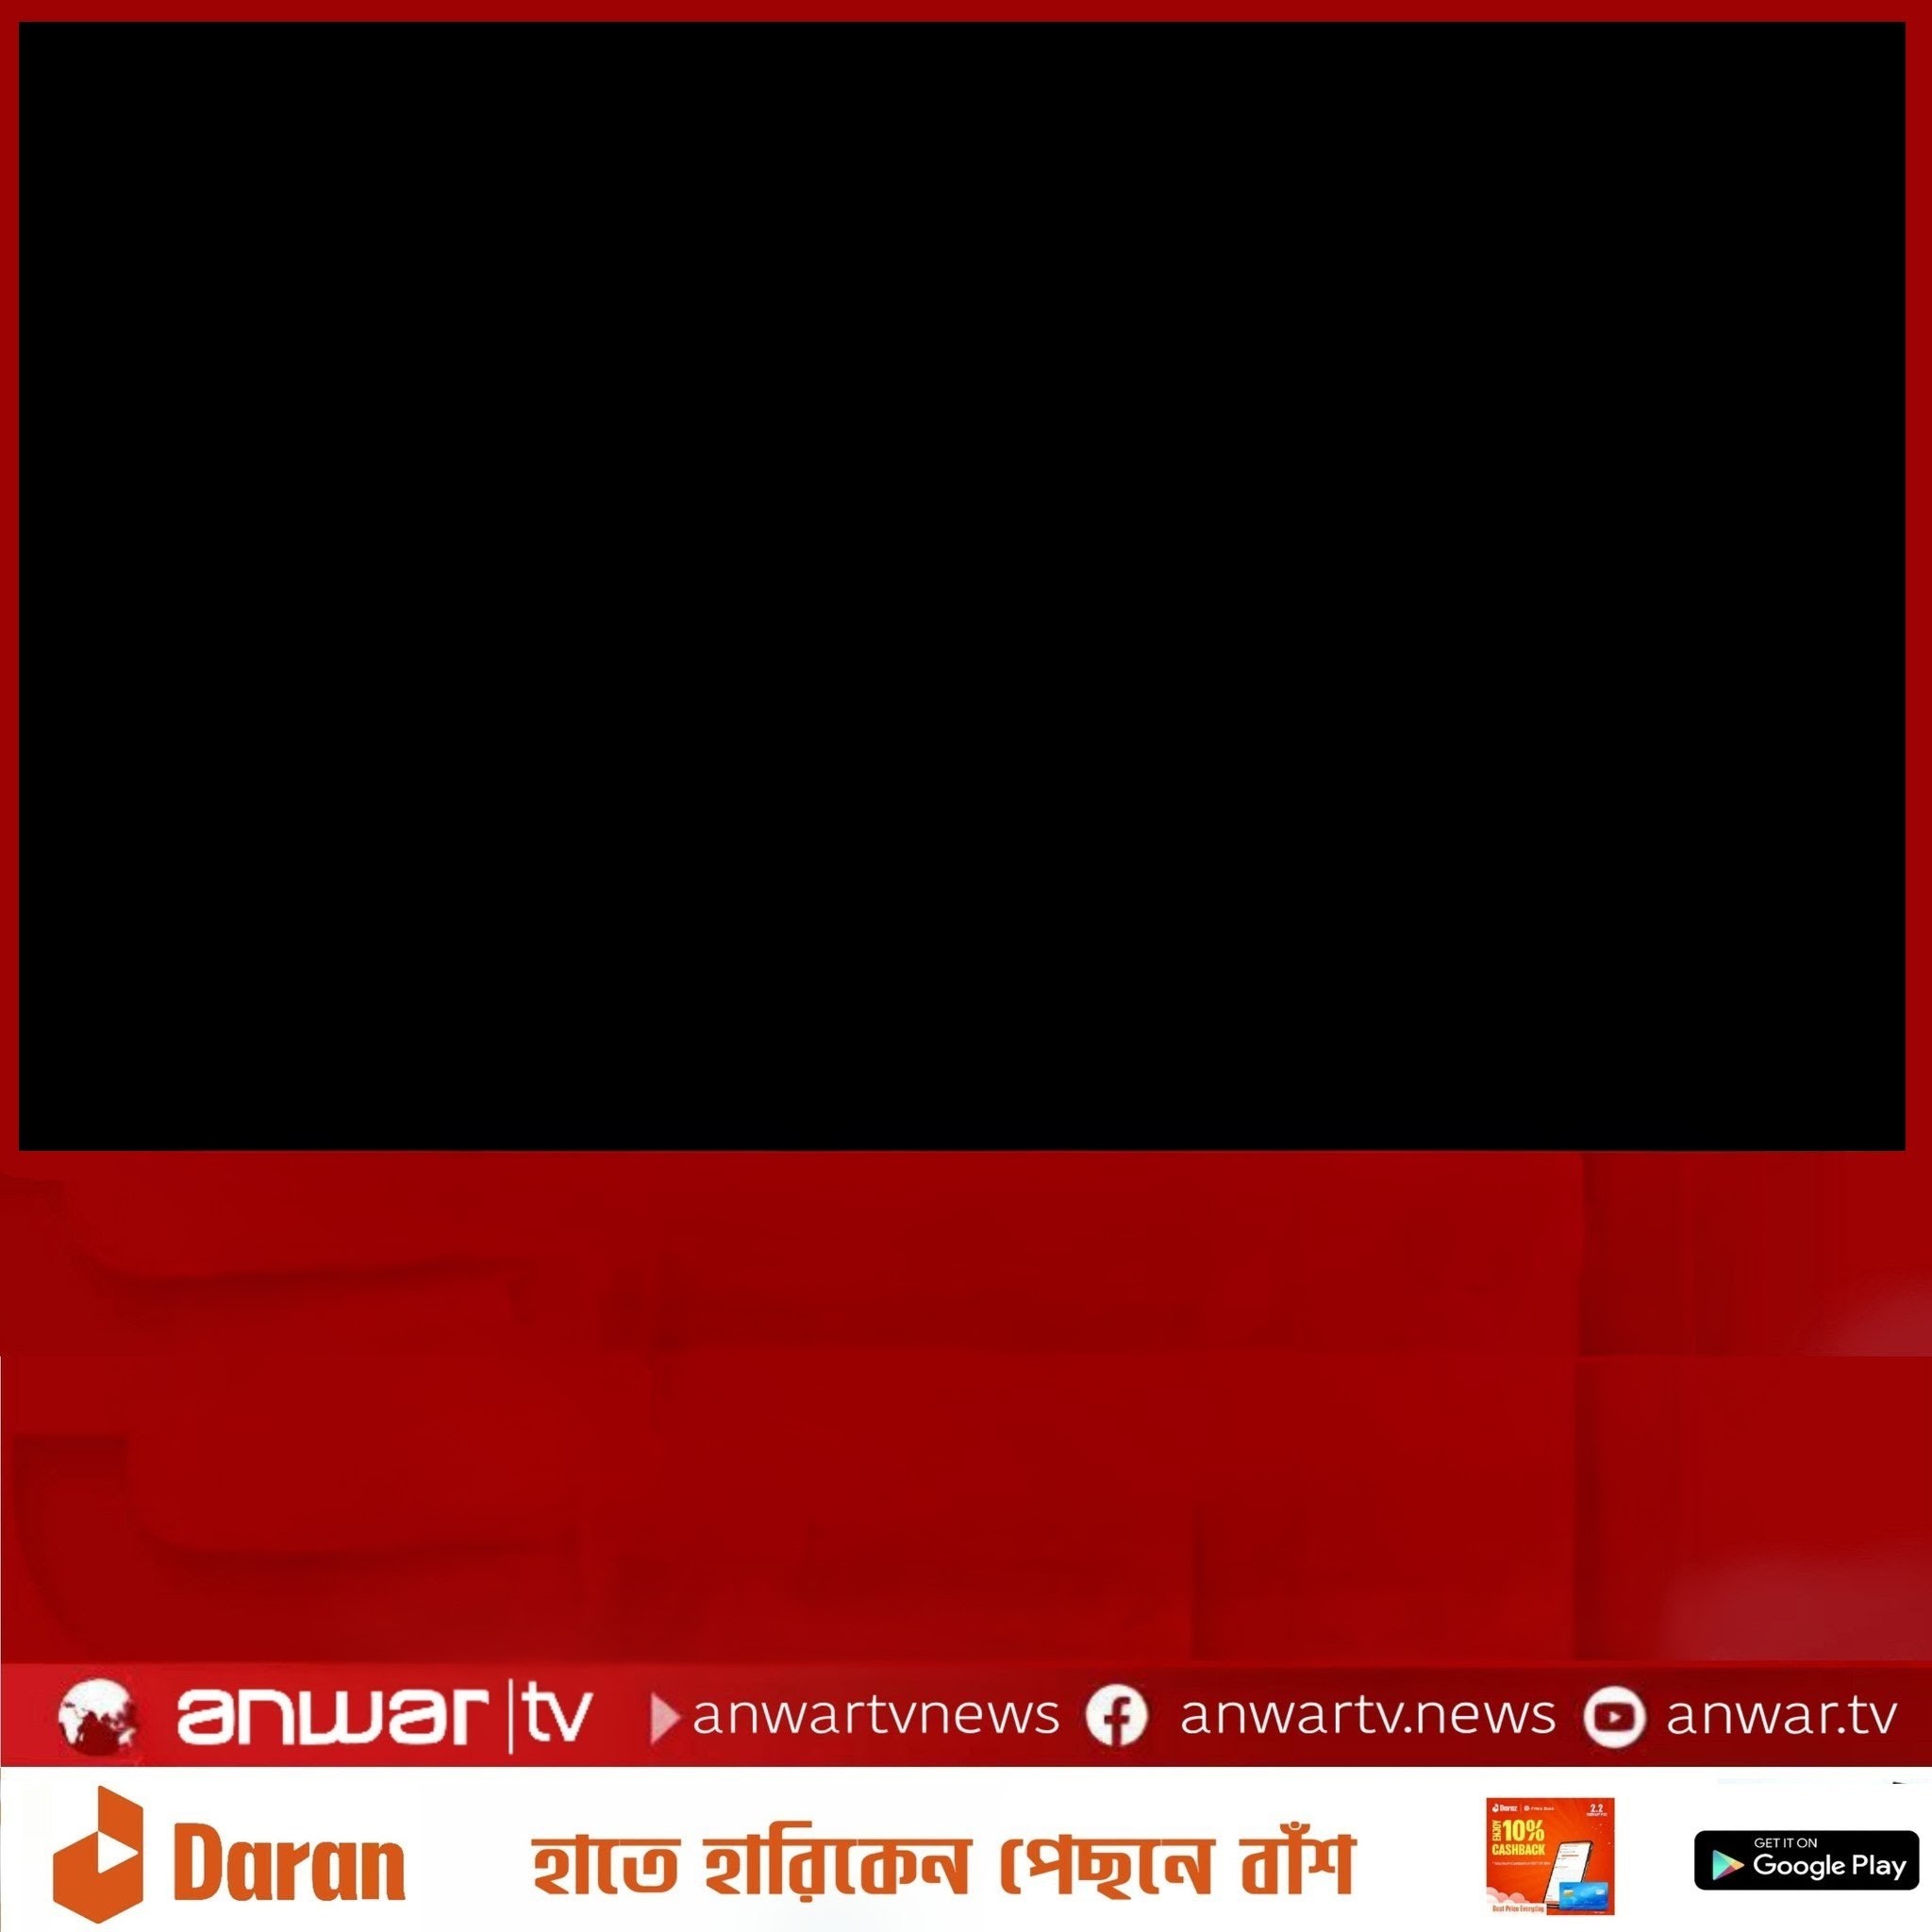 anwar|tv anwartvnews anwartv.news anwar.tv
Daran হাতে হারিকেন পেছনে বাঁশ
Daraz
2.2
ENJOY 10% CASHBACK
Best Price Everyday
GET IT ON
Google Play